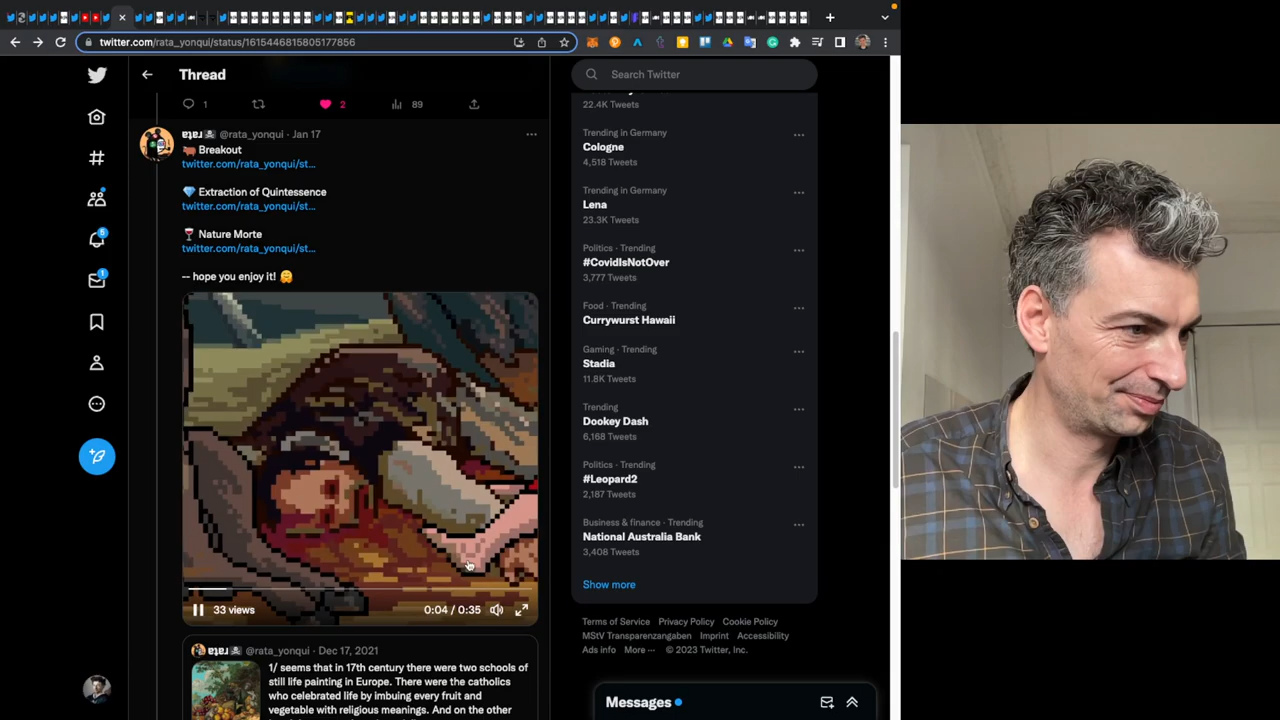 twitter.com/rata_yonqui/status/1615446815805177856
Thread
1
2
89
@rata_yonqui · Jan 17
🐂 Breakout
twitter.com/rata_yonqui/st...
💎 Extraction of Quintessence
twitter.com/rata_yonqui/st...
🍷 Nature Morte
twitter.com/rata_yonqui/st...
-- hope you enjoy it! 🤗
33 views
0:04 / 0:35
@rata_yonqui · Dec 17, 2021
1/ seems that in 17th century there were two schools of
still life painting in Europe. There were the catholics
who celebrated life by imbuing every fruit and
vegetable with religious meanings. And on the other
5
1
Search Twitter
22.4K Tweets
Trending in Germany
Cologne
4,518 Tweets
Trending in Germany
Lena
23.3K Tweets
Politics · Trending
#CovidIsNotOver
3,777 Tweets
Food · Trending
Currywurst Hawaii
Gaming · Trending
Stadia
11.8K Tweets
Trending
Dookey Dash
6,168 Tweets
Politics · Trending
#Leopard2
2,187 Tweets
Business & finance · Trending
National Australia Bank
3,408 Tweets
Show more
Terms of Service Privacy Policy Cookie Policy
MStV Transparenzangaben Imprint Accessibility
Ads info More ··· © 2023 Twitter, Inc.
Messages